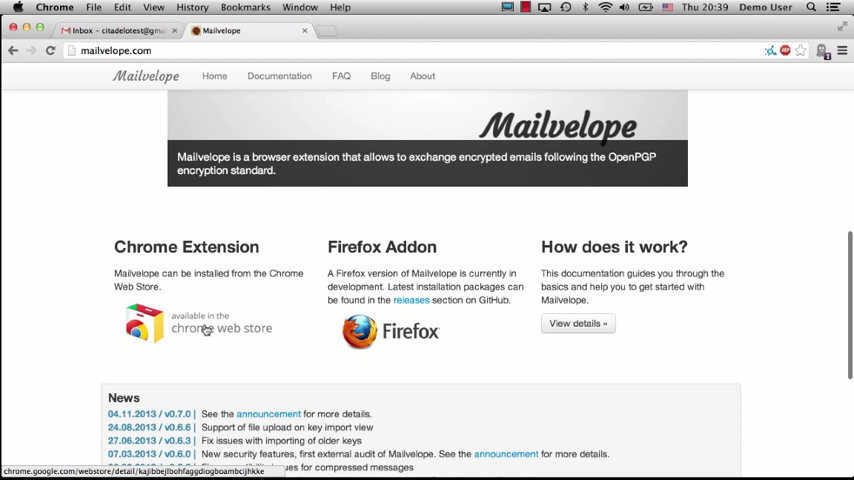 Chrome File Edit View History Bookmarks Window Help Thu 20:39 Demo User
Inbox - citadelotest@gma Mailvelope
mailvelope.com
Mailvelope Home Documentation FAQ Blog About
Mailvelope
Mailvelope is a browser extension that allows to exchange encrypted emails following the OpenPGP
encryption standard.
Chrome Extension Firefox Addon How does it work?
Mailvelope can be installed from the Chrome A Firefox version of Mailvelope is currently in This documentation guides you through the
Web Store. development. Latest installation packages can basics and help you to get started with
be found in the releases section on GitHub. Mailvelope.
available in the
chrome web store Firefox View details »
News
04.11.2013 / v0.7.0 | See the announcement for more details.
24.08.2013 / v0.6.6 | Support of file upload on key import view
27.06.2013 / v0.6.3 | Fix issues with importing of older keys
07.03.2013 / v0.6.0 | New security features, first external audit of Mailvelope. See the announcement for more details.
for compressed messages
chrome.google.com/webstore/detail/kajibbejlbohfaggdiogboambcijhkke